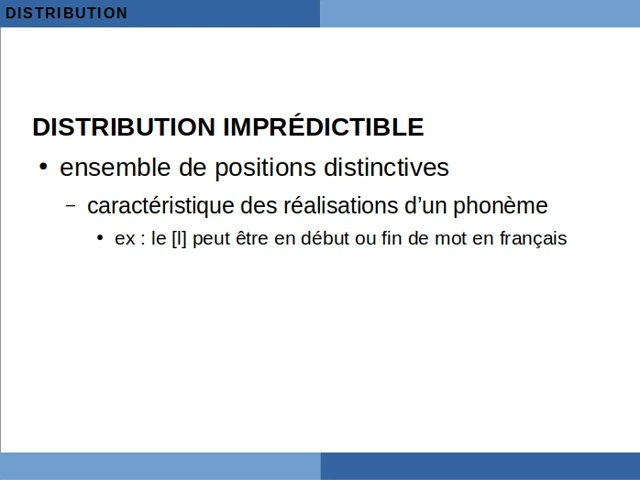 DISTRIBUTION
DISTRIBUTION IMPRÉDICTIBLE
• ensemble de positions distinctives
– caractéristique des réalisations d’un phonème
• ex : le [l] peut être en début ou fin de mot en français